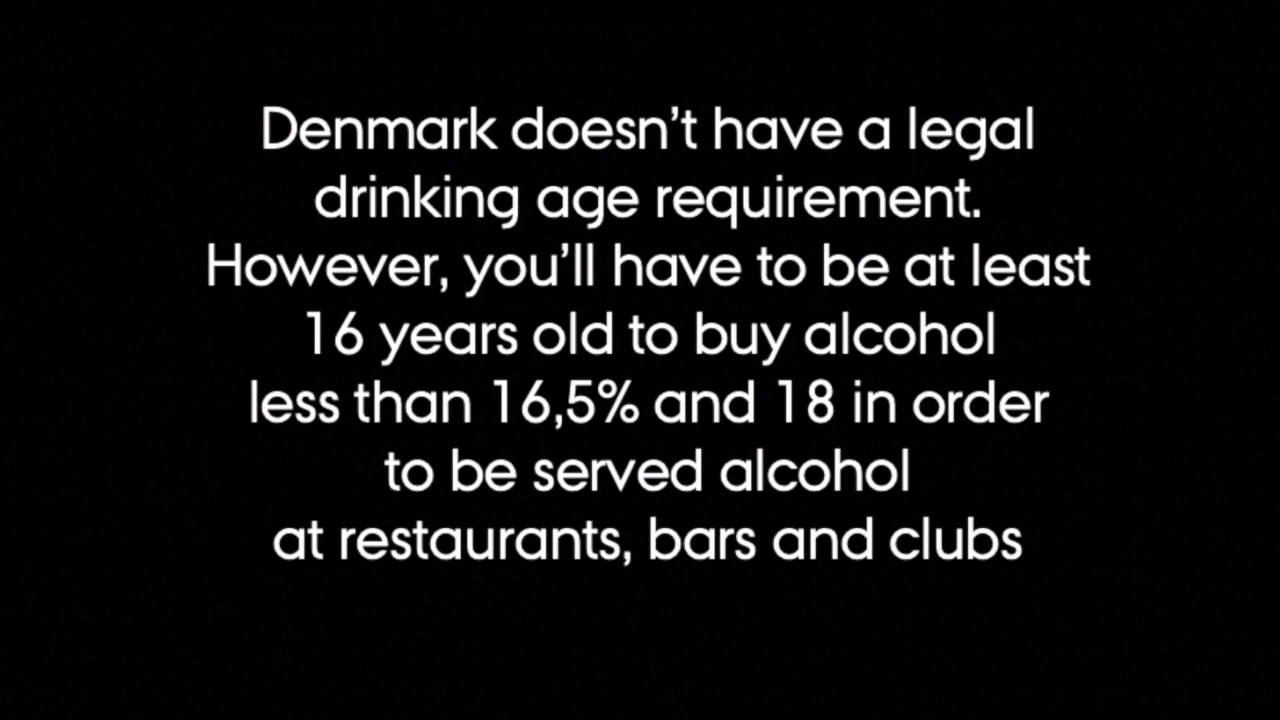 Denmark doesn’t have a legal
drinking age requirement.
However, you’ll have to be at least
16 years old to buy alcohol
less than 16,5% and 18 in order
to be served alcohol
at restaurants, bars and clubs